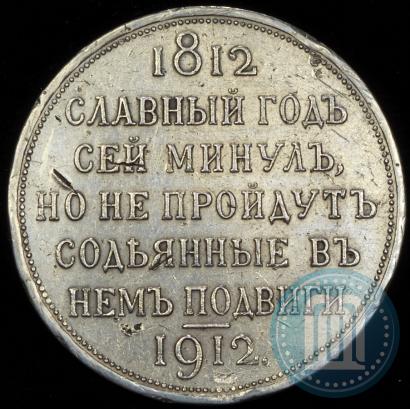 1812
СЛАВНЫЙ ГОДЪ
СЕЙ МИНУЛЪ,
НО НЕ ПРОЙДУТЪ
СОДѢЯННЫЕ ВЪ
НЕМЪ ПОДВИГИ
1912.